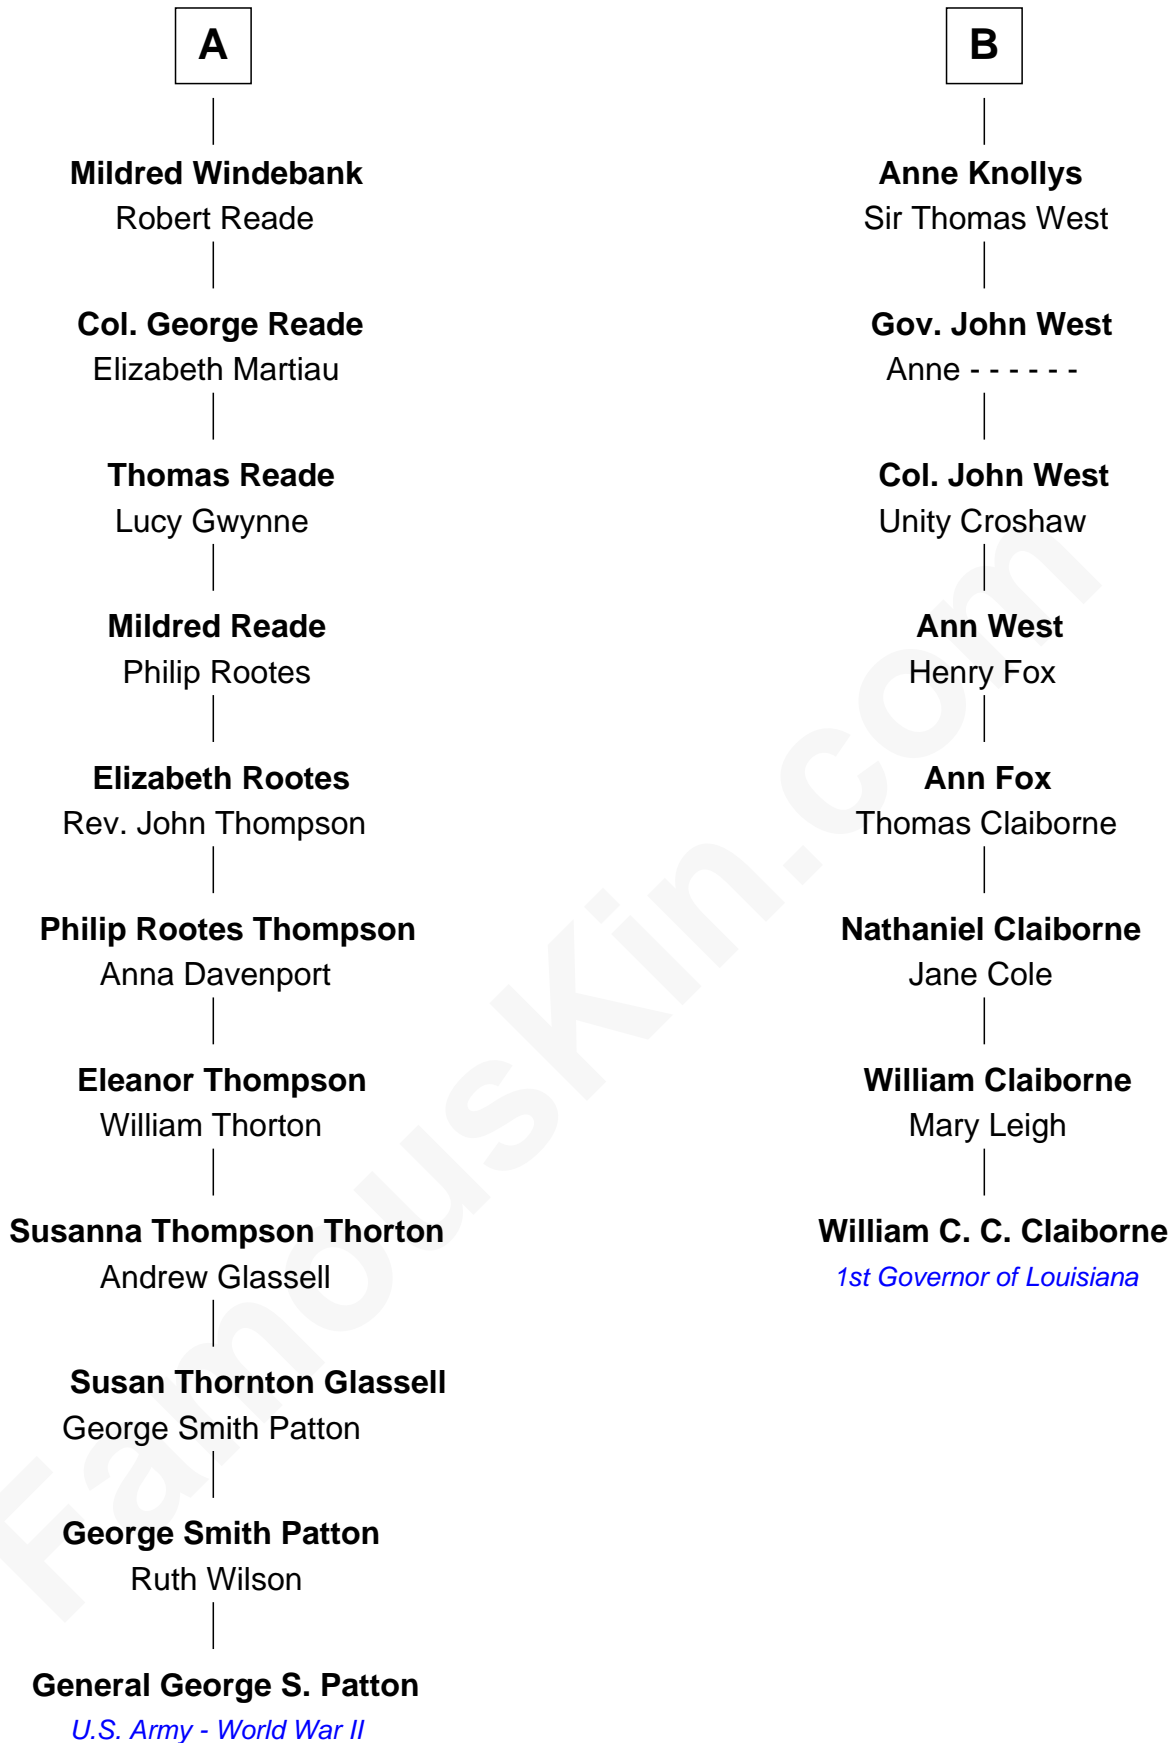 A
Mildred Windebank
Robert Reade
Col. George Reade
Elizabeth Martiau
Thomas Reade
Lucy Gwynne
Mildred Reade
Philip Rootes
Elizabeth Rootes
Rev. John Thompson
Philip Rootes Thompson
Anna Davenport
Eleanor Thompson
William Thorton
Susanna Thompson Thorton
Andrew Glassell
Susan Thornton Glassell
George Smith Patton
George Smith Patton
Ruth Wilson
General George S. Patton
U.S. Army - World War II
B
Anne Knollys
Sir Thomas West
Gov. John West
Anne - - - - - -
Col. John West
Unity Croshaw
Ann West
Henry Fox
Ann Fox
Thomas Claiborne
Nathaniel Claiborne
Jane Cole
William Claiborne
Mary Leigh
William C. C. Claiborne
1st Governor of Louisiana
FamousKin.com